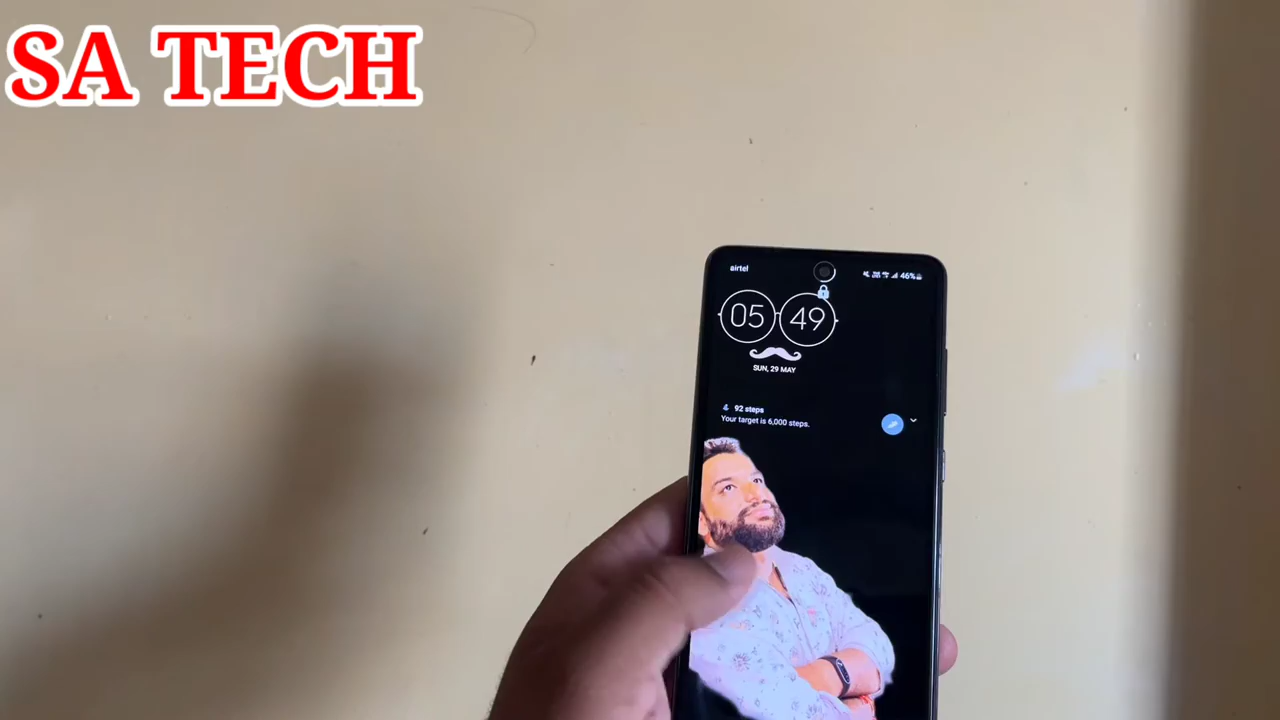 SA TECH
airtel
46%
05 49
SUN, 29 MAY
92 steps
Your target is 6,000 steps.